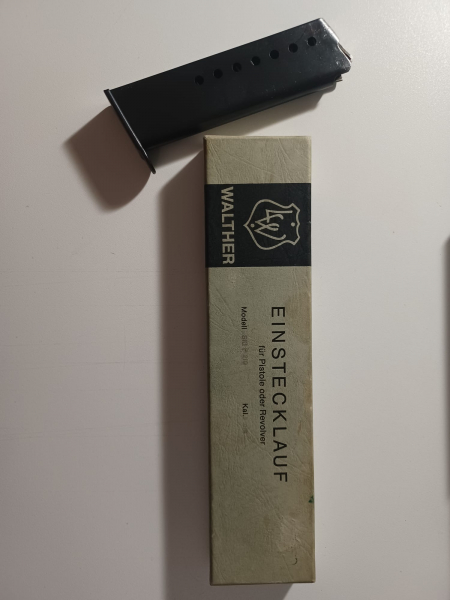 WALTHER
EINSTECKLAUF
für Pistole oder Revolver
Modell
Kal.